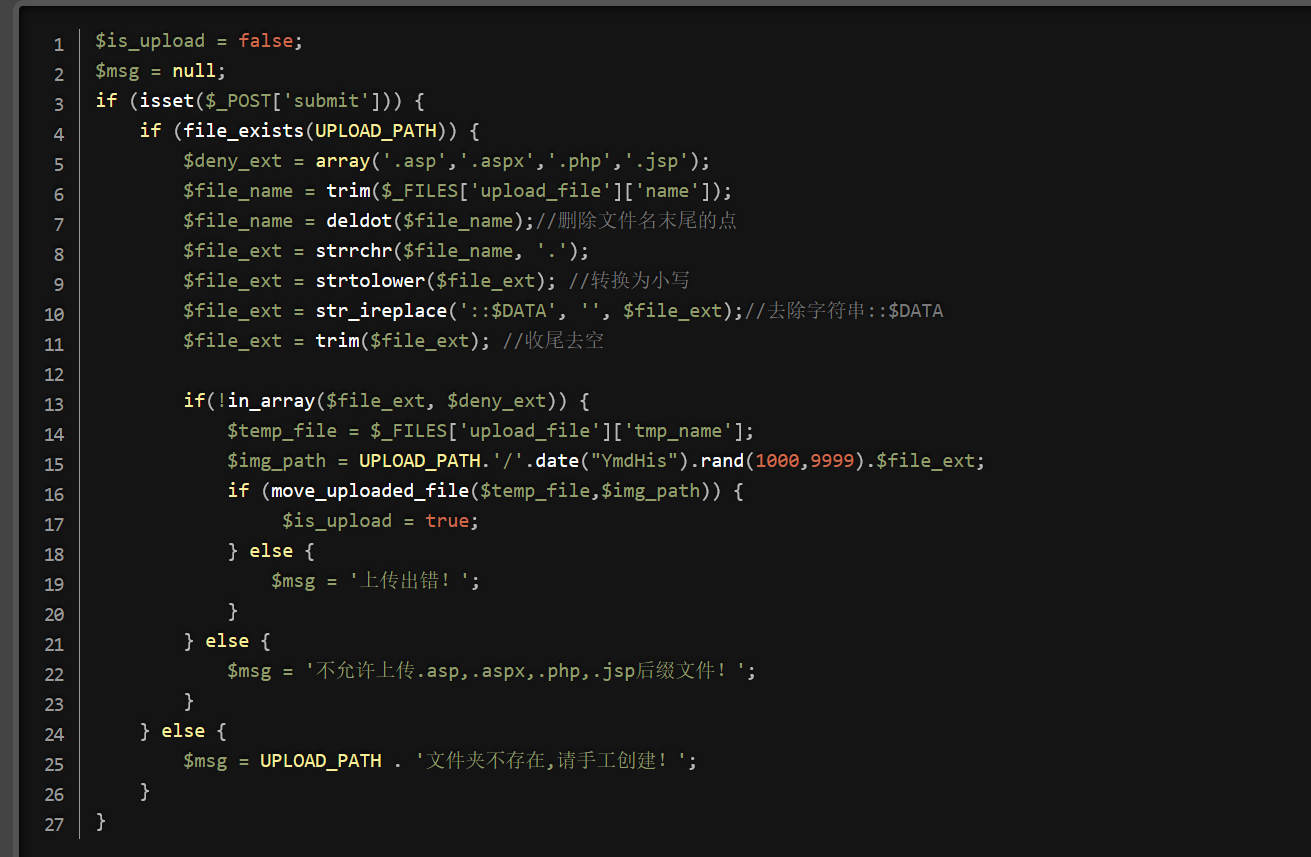 1 $is_upload = false;
2 $msg = null;
3 if (isset($_POST['submit'])) {
4     if (file_exists(UPLOAD_PATH)) {
5         $deny_ext = array('.asp','.aspx','.php','.jsp');
6         $file_name = trim($_FILES['upload_file']['name']);
7         $file_name = deldot($file_name);//删除文件名末尾的点
8         $file_ext = strrchr($file_name, '.');
9         $file_ext = strtolower($file_ext); //转换为小写
10         $file_ext = str_ireplace('::$DATA', '', $file_ext);//去除字符串::$DATA
11         $file_ext = trim($file_ext); //收尾去空
12
13         if(!in_array($file_ext, $deny_ext)) {
14             $temp_file = $_FILES['upload_file']['tmp_name'];
15             $img_path = UPLOAD_PATH.'/'.date("YmdHis").rand(1000,9999).$file_ext;
16             if (move_uploaded_file($temp_file,$img_path)) {
17                  $is_upload = true;
18             } else {
19                 $msg = '上传出错！';
20             }
21         } else {
22             $msg = '不允许上传.asp,.aspx,.php,.jsp后缀文件！';
23         }
24     } else {
25         $msg = UPLOAD_PATH . '文件夹不存在,请手工创建！';
26     }
27 }